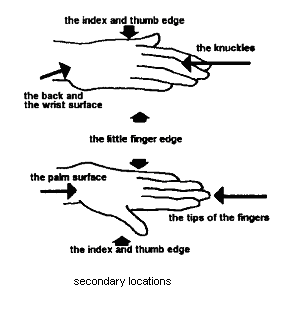 the index and thumb edge
the knuckles
the back and
the wrist surface
the little finger edge
the palm surface
the tips of the fingers
the index and thumb edge
secondary locations